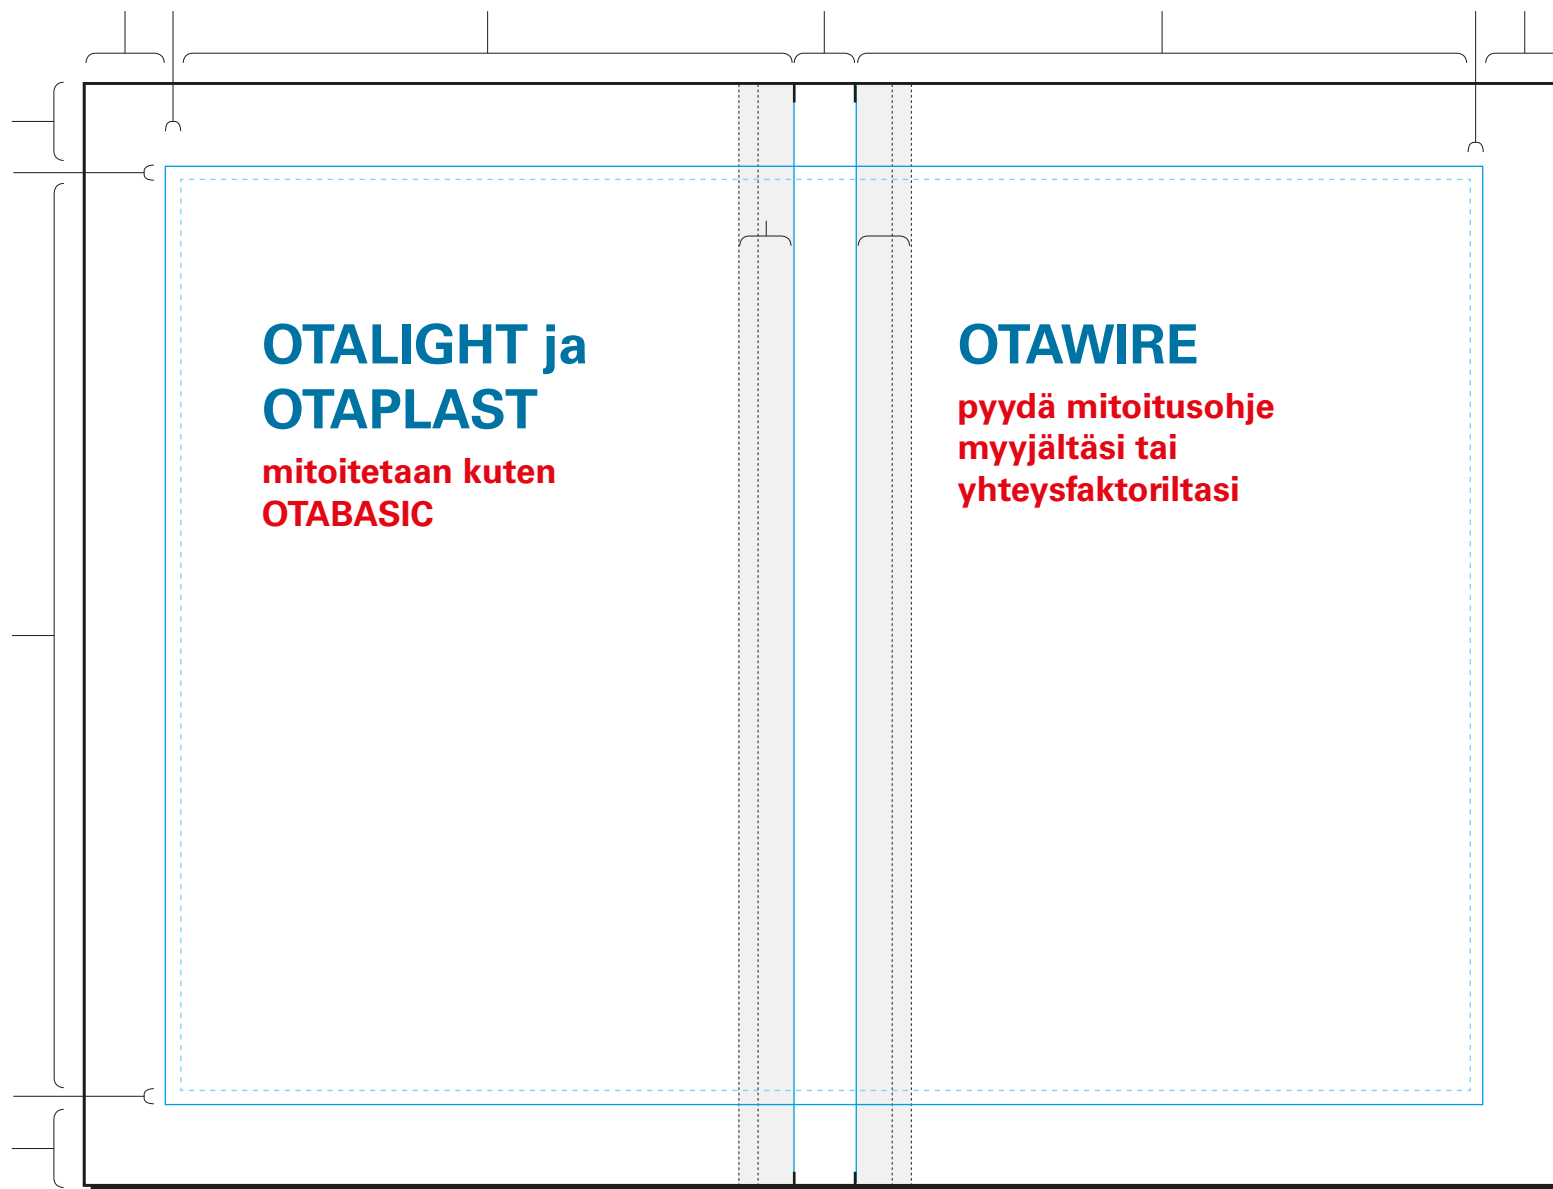 OTALIGHT ja
OTAPLAST
mitoitetaan kuten
OTABASIC
OTAWIRE
pyydä mitoitusohje
myyjältäsi tai
yhteysfaktoriltasi